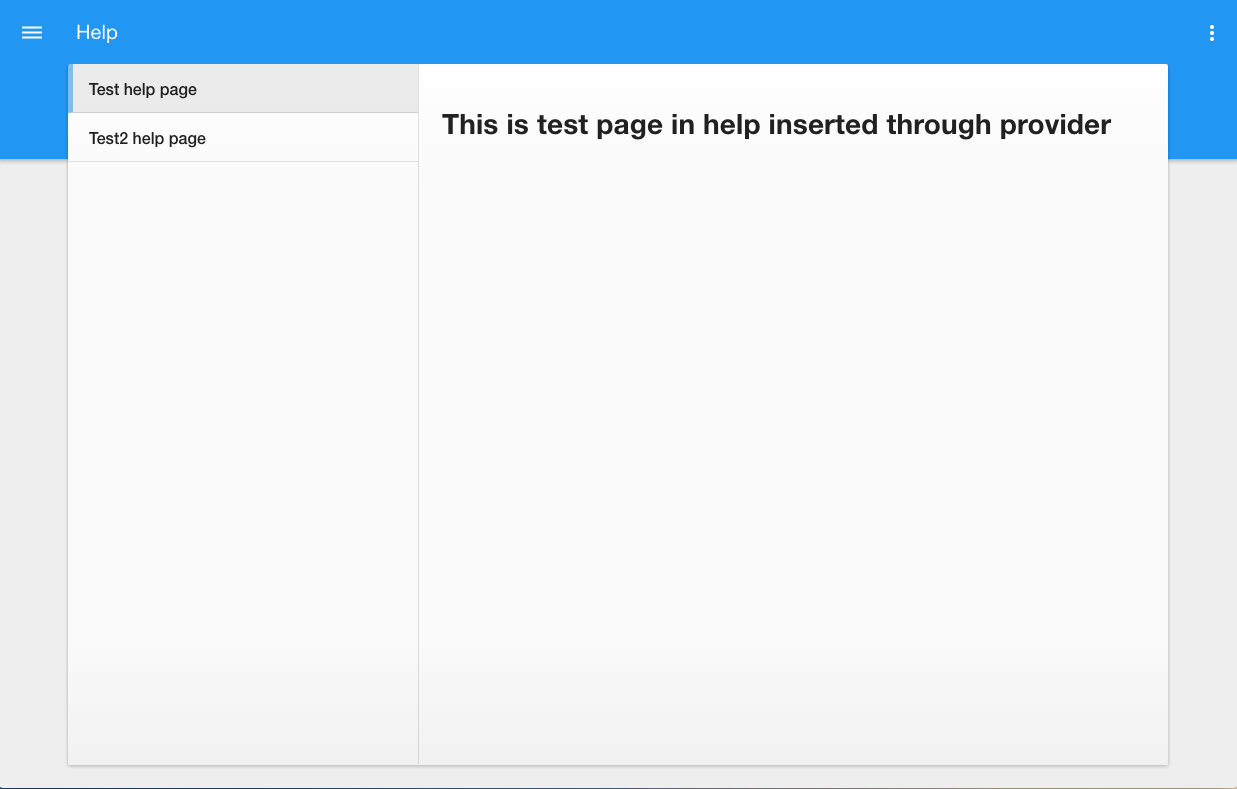 Help
Test help page
Test2 help page
This is test page in help inserted through provider